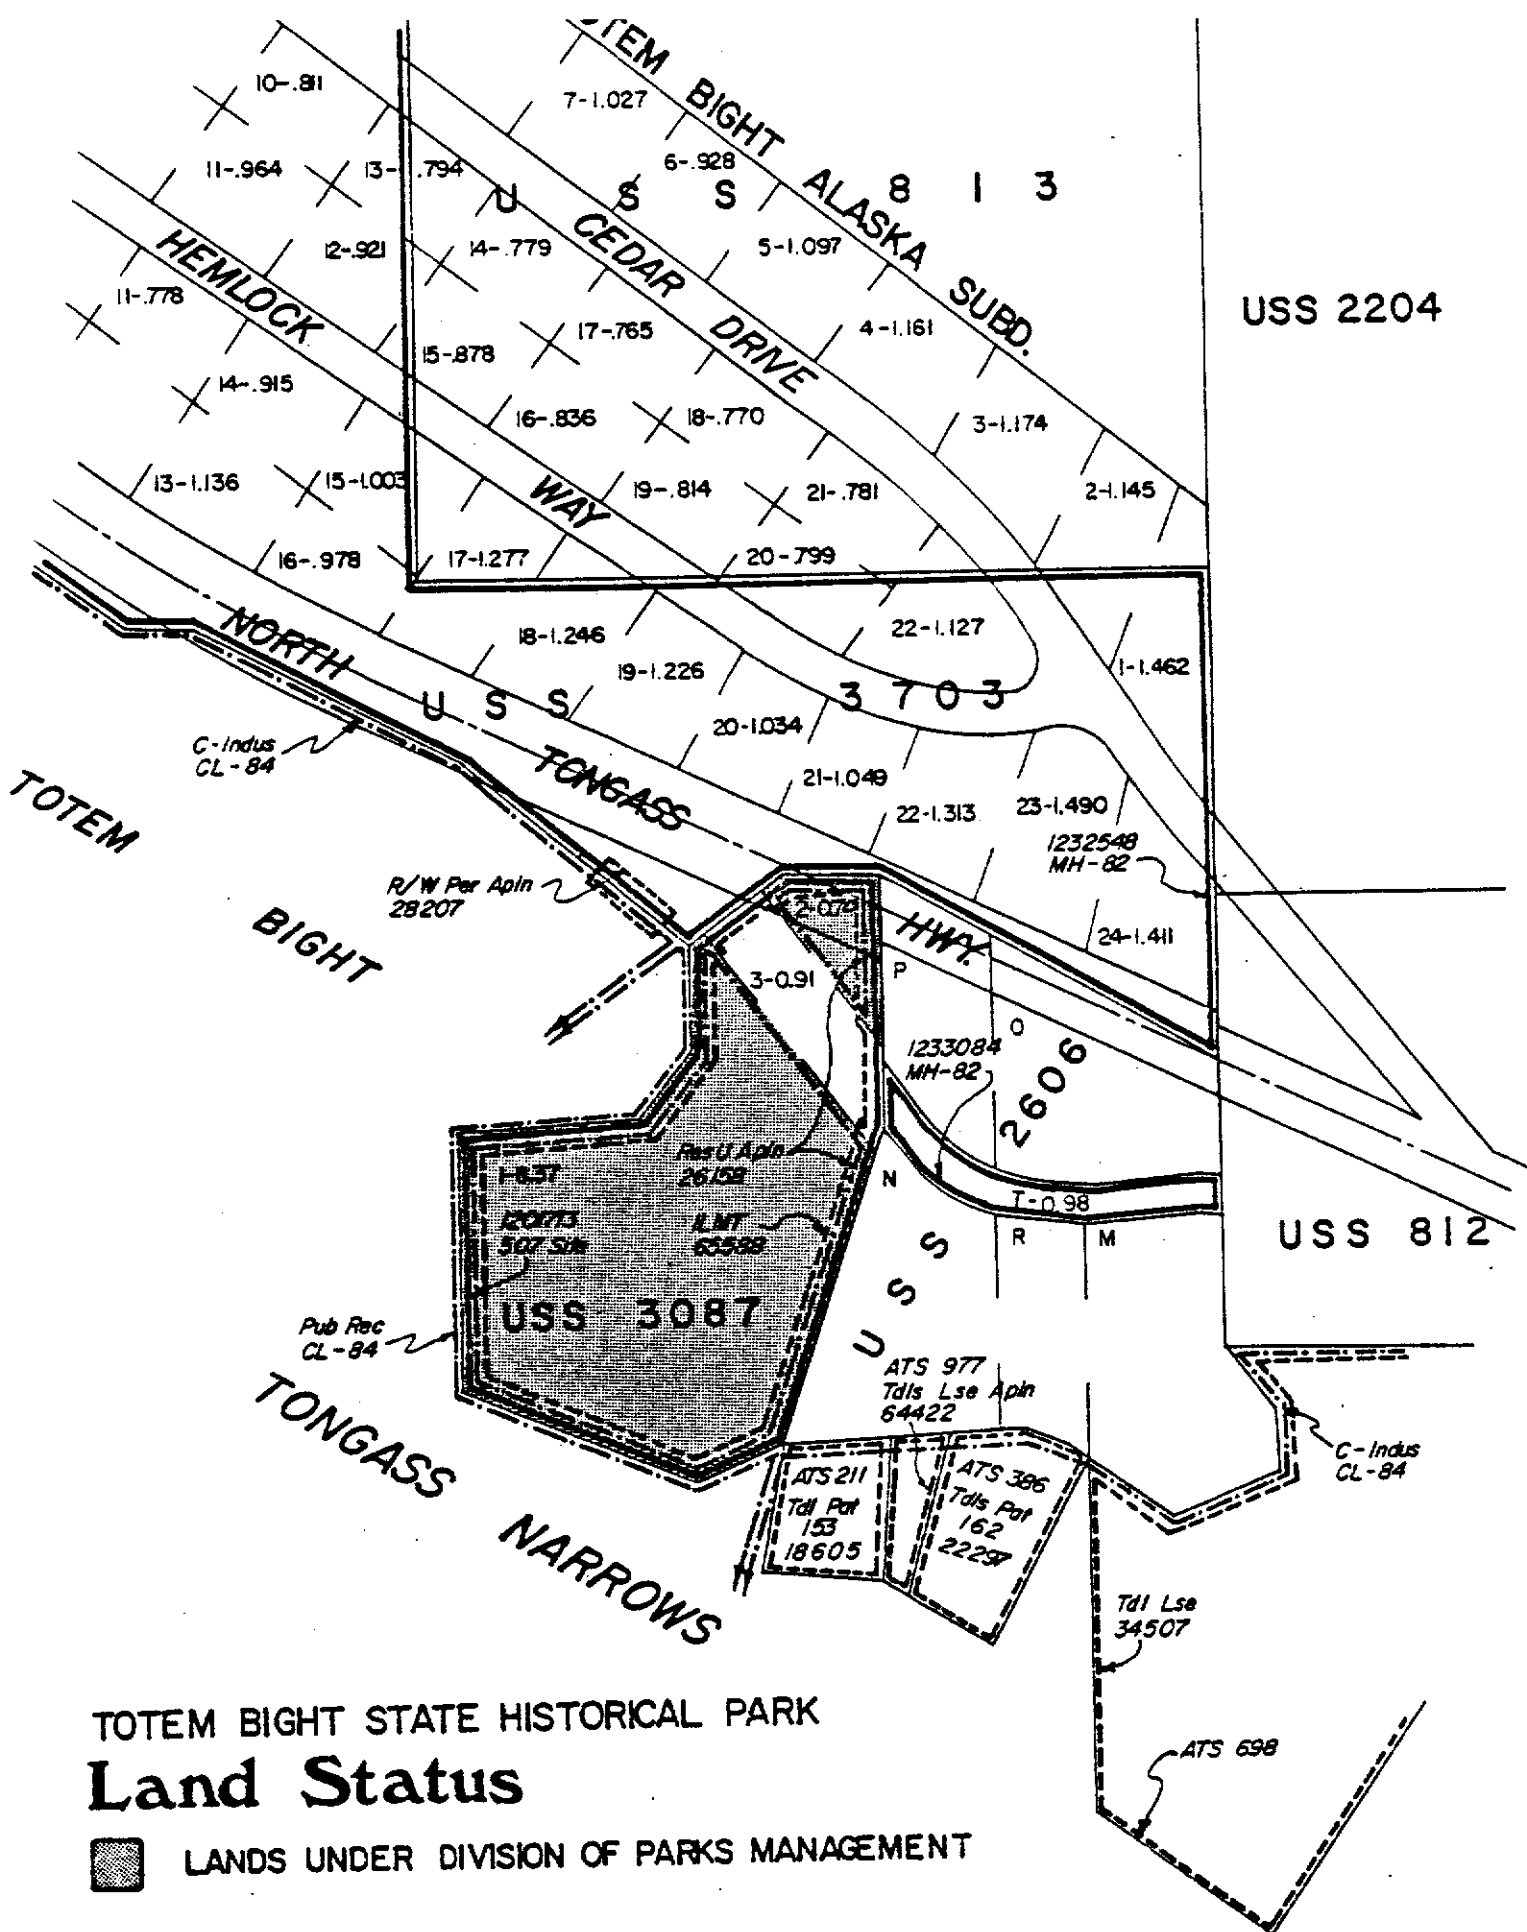 TEM BIGHT ALASKA SUBD.
10-.811
7-1.027
11-.964
13-.794
6-.928
U S S 813
12-.921
14-.779
CEDAR DRIVE
5-1.097
HEMLOCK WAY
11-.778
17-.765
4-1.161
USS 2204
15-.878
14-.915
16-.836
18-.770
3-1.174
13-1.136
15-1.003
19-.814
21-.781
2-1.145
16-.978
17-1.277
20-.799
NORTH TONGASS HWY.
18-1.246
22-1.127
19-1.226
1-1.462
U S S 3703
20-1.034
C-Indus
CL-84
21-1.049
22-1.313
23-1.490
TOTEM BIGHT
1232548
MH-82
R/W Per Apln
28207
24-1.411
3-0.91
P
O
1233084
MH-82
USS 2606
1-8.37
ResU Apln
26158
N
T-0.98
ILMT
R
M
USS 812
USS 3087
Pub Rec
CL-84
ATS 977
Tdls Lse Apln
64422
TONGASS NARROWS
ATS 211
Tdl Pat
153
18605
ATS 386
Tdls Pat
162
22297
C-Indus
CL-84
Tdl Lse
34507
ATS 698
TOTEM BIGHT STATE HISTORICAL PARK
Land Status
LANDS UNDER DIVISION OF PARKS MANAGEMENT